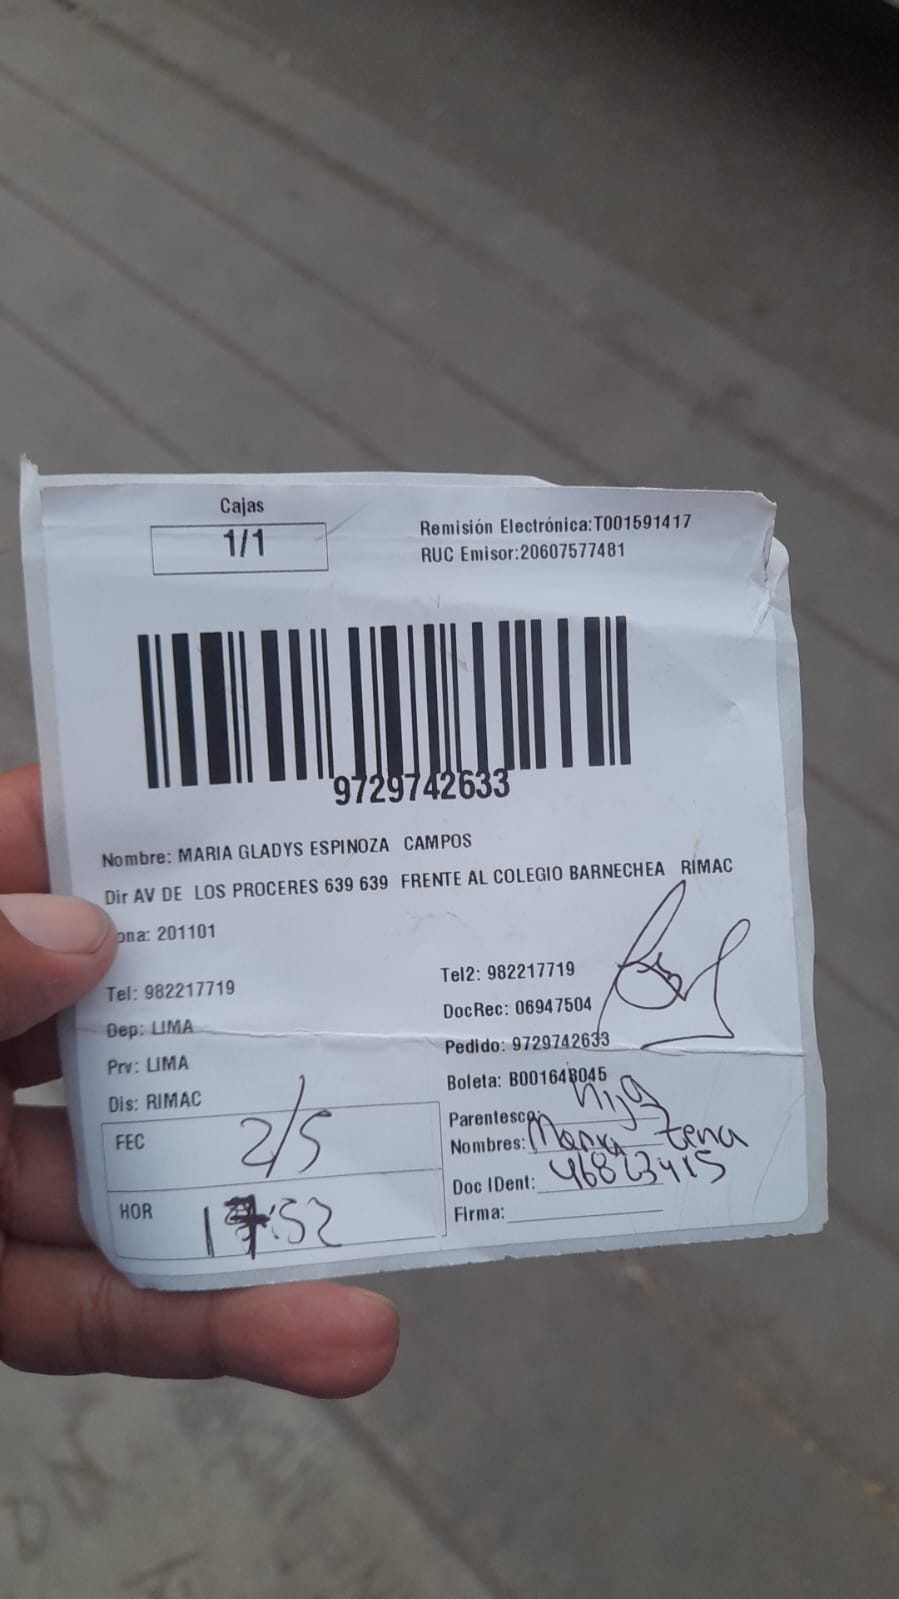 Cajas
1/1
Remisión Electrónica:T001591417
RUC Emisor:20607577481
9729742633
Nombre: MARIA GLADYS ESPINOZA CAMPOS
Dir AV DE LOS PROCERES 639 639 FRENTE AL COLEGIO BARNECHEA RIMAC
ona: 201101
Tel: 982217719
Tel2: 982217719
Dep: LIMA
DocRec: 06947504
Prv: LIMA
Pedido: 9729742633
Dis: RIMAC
Boleta: B001648045
FEC 2/5
Parentesco: hija
Nombres:
Doc IDent: 46823415
HOR 17:52
Firma: